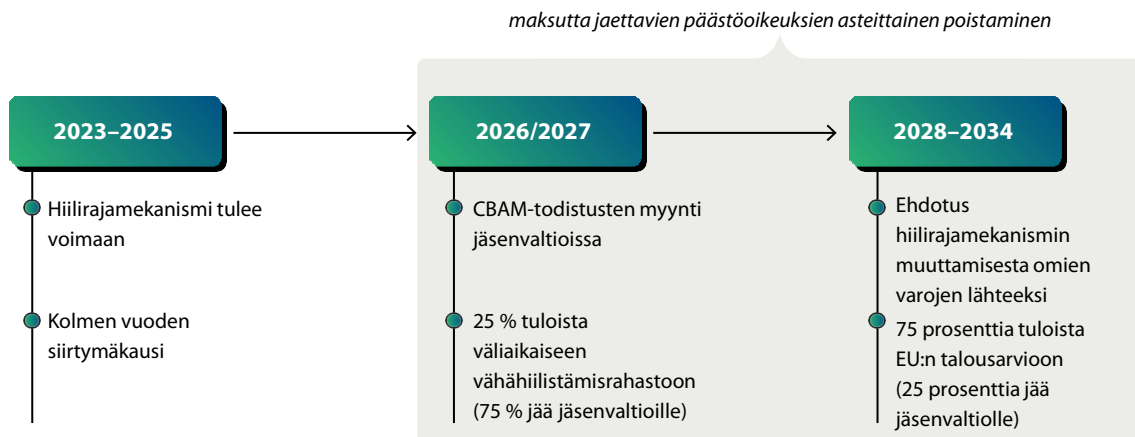 maksutta jaettavien päästöoikeuksien asteittainen poistaminen
2023–2025
Hiilirajamekanismi tulee
voimaan
Kolmen vuoden
siirtymäkausi
2026/2027
CBAM-todistusten myynti
jäsenvaltioissa
25 % tuloista
väliaikaiseen
vähähiilistämisrahastoon
(75 % jää jäsenvaltioille)
2028–2034
Ehdotus
hiilirajamekanismin
muuttamisesta omien
varojen lähteeksi
75 prosenttia tuloista
EU:n talousarvioon
(25 prosenttia jää
jäsenvaltiolle)